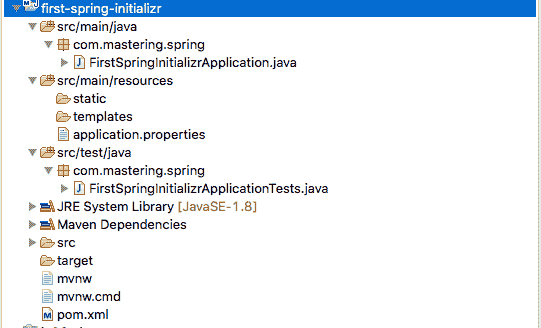 first-spring-initializr
src/main/java
com.mastering.spring
FirstSpringInitializrApplication.java
src/main/resources
static
templates
application.properties
src/test/java
com.mastering.spring
FirstSpringInitializrApplicationTests.java
JRE System Library [JavaSE-1.8]
Maven Dependencies
src
target
mvnw
mvnw.cmd
pom.xml